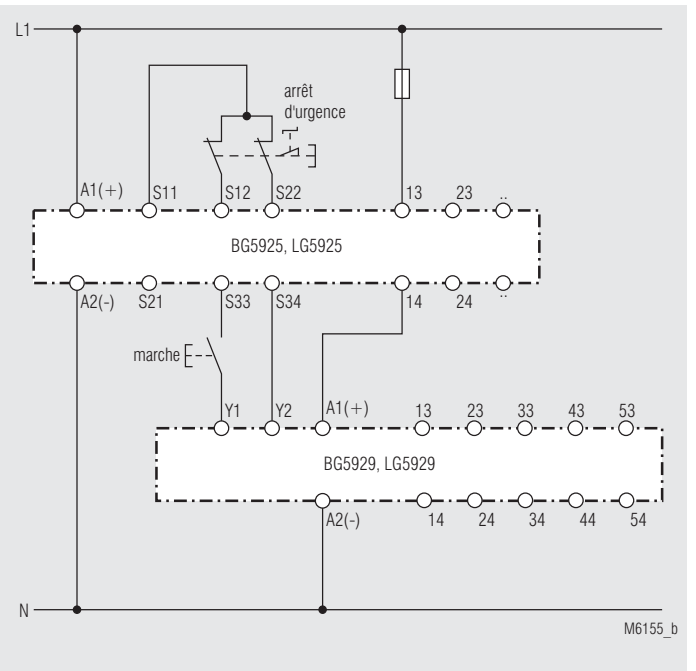 L1
arrêt
d'urgence
A1(+) S11 S12 S22 13 23 ..
BG5925, LG5925
A2(-) S21 S33 S34 14 24 ..
marche
Y1 Y2 A1(+) 13 23 33 43 53
BG5929, LG5929
A2(-) 14 24 34 44 54
N
M6155_b